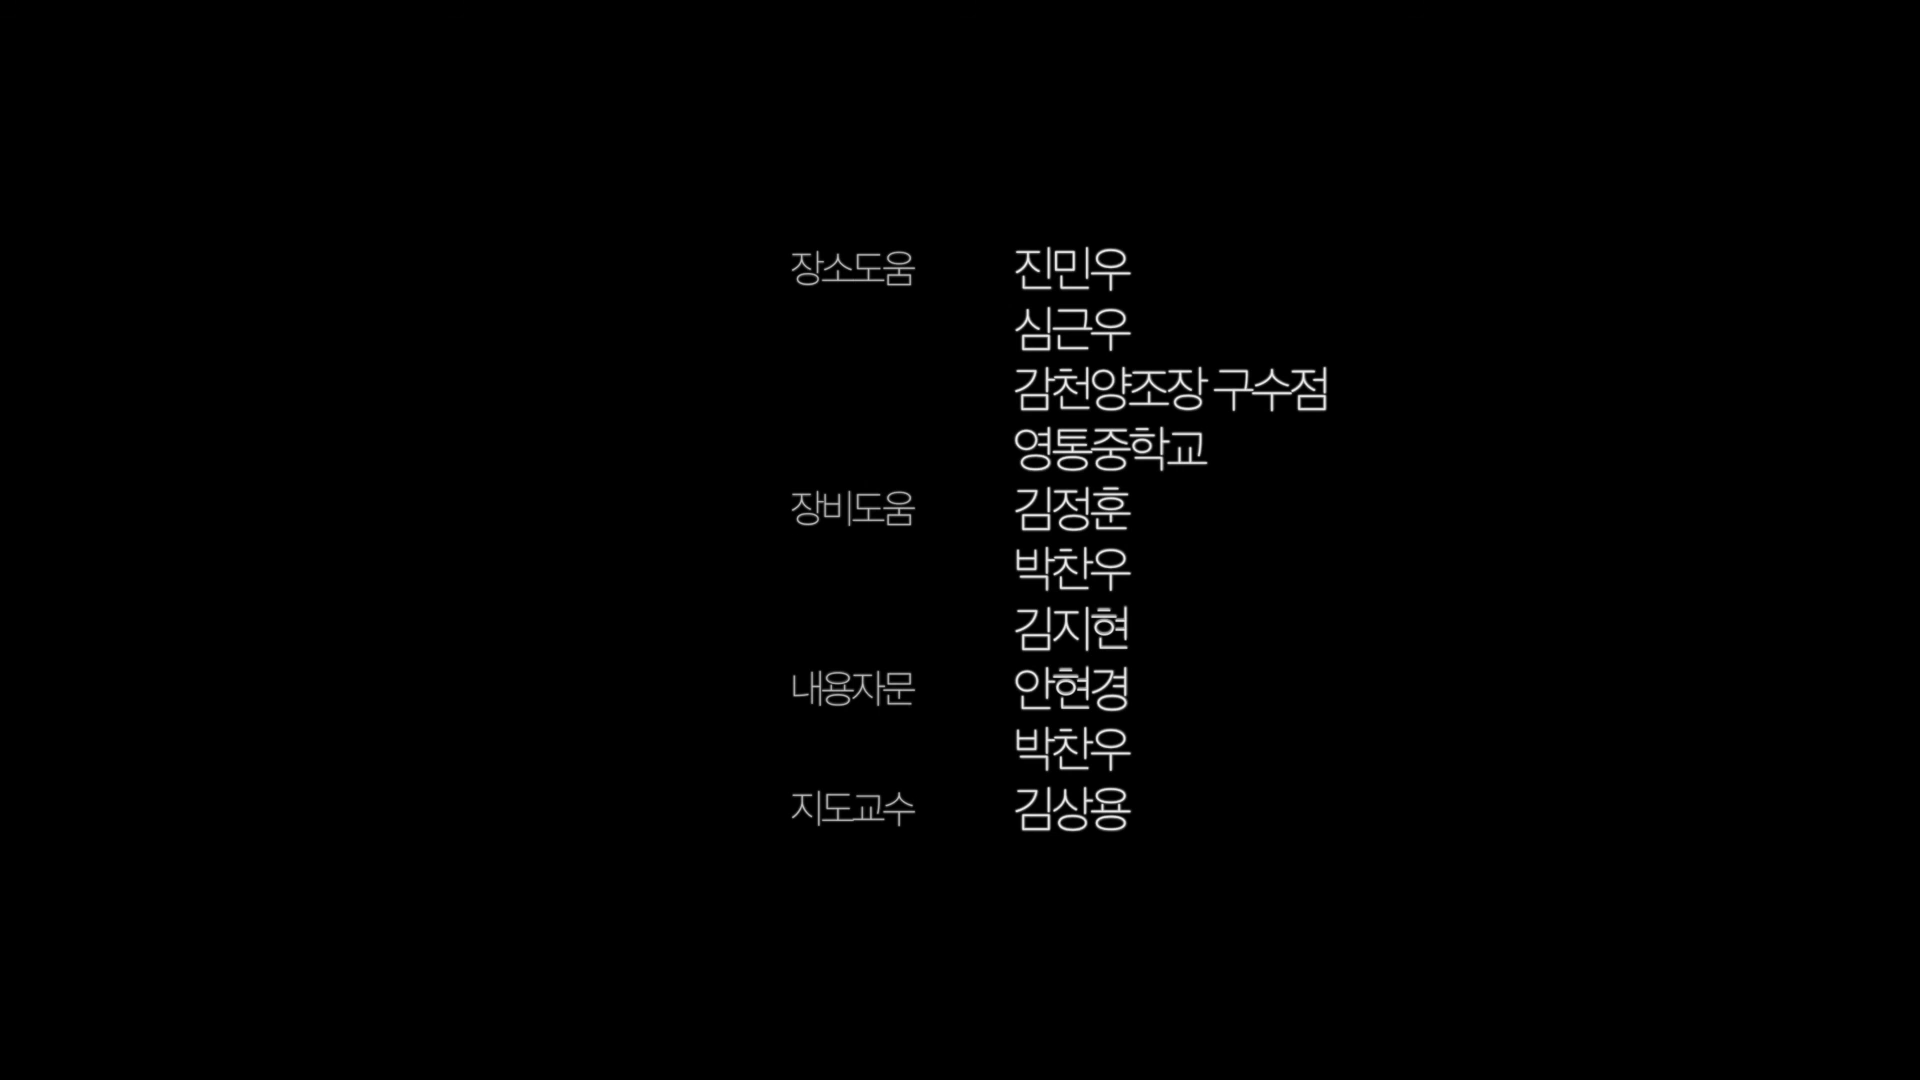 장소도움 진민우
심근우
감천양조장 구수점
영통중학교
장비도움 김정훈
박찬우
김지현
내용자문 안현경
박찬우
지도교수 김상용